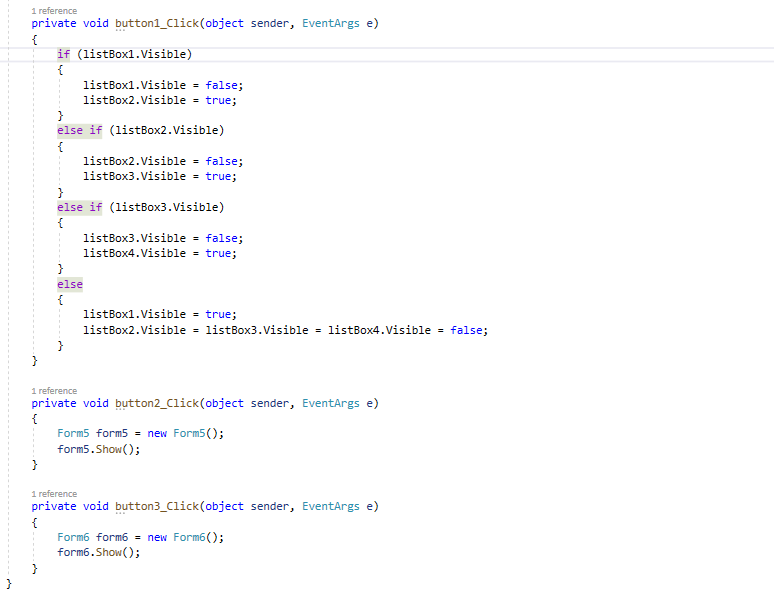 1 reference
private void button1_Click(object sender, EventArgs e)
{
if (listBox1.Visible)
{
listBox1.Visible = false;
listBox2.Visible = true;
}
else if (listBox2.Visible)
{
listBox2.Visible = false;
listBox3.Visible = true;
}
else if (listBox3.Visible)
{
listBox3.Visible = false;
listBox4.Visible = true;
}
else
{
listBox1.Visible = true;
listBox2.Visible = listBox3.Visible = listBox4.Visible = false;
}
}
1 reference
private void button2_Click(object sender, EventArgs e)
{
Form5 form5 = new Form5();
form5.Show();
}
1 reference
private void button3_Click(object sender, EventArgs e)
{
Form6 form6 = new Form6();
form6.Show();
}
}